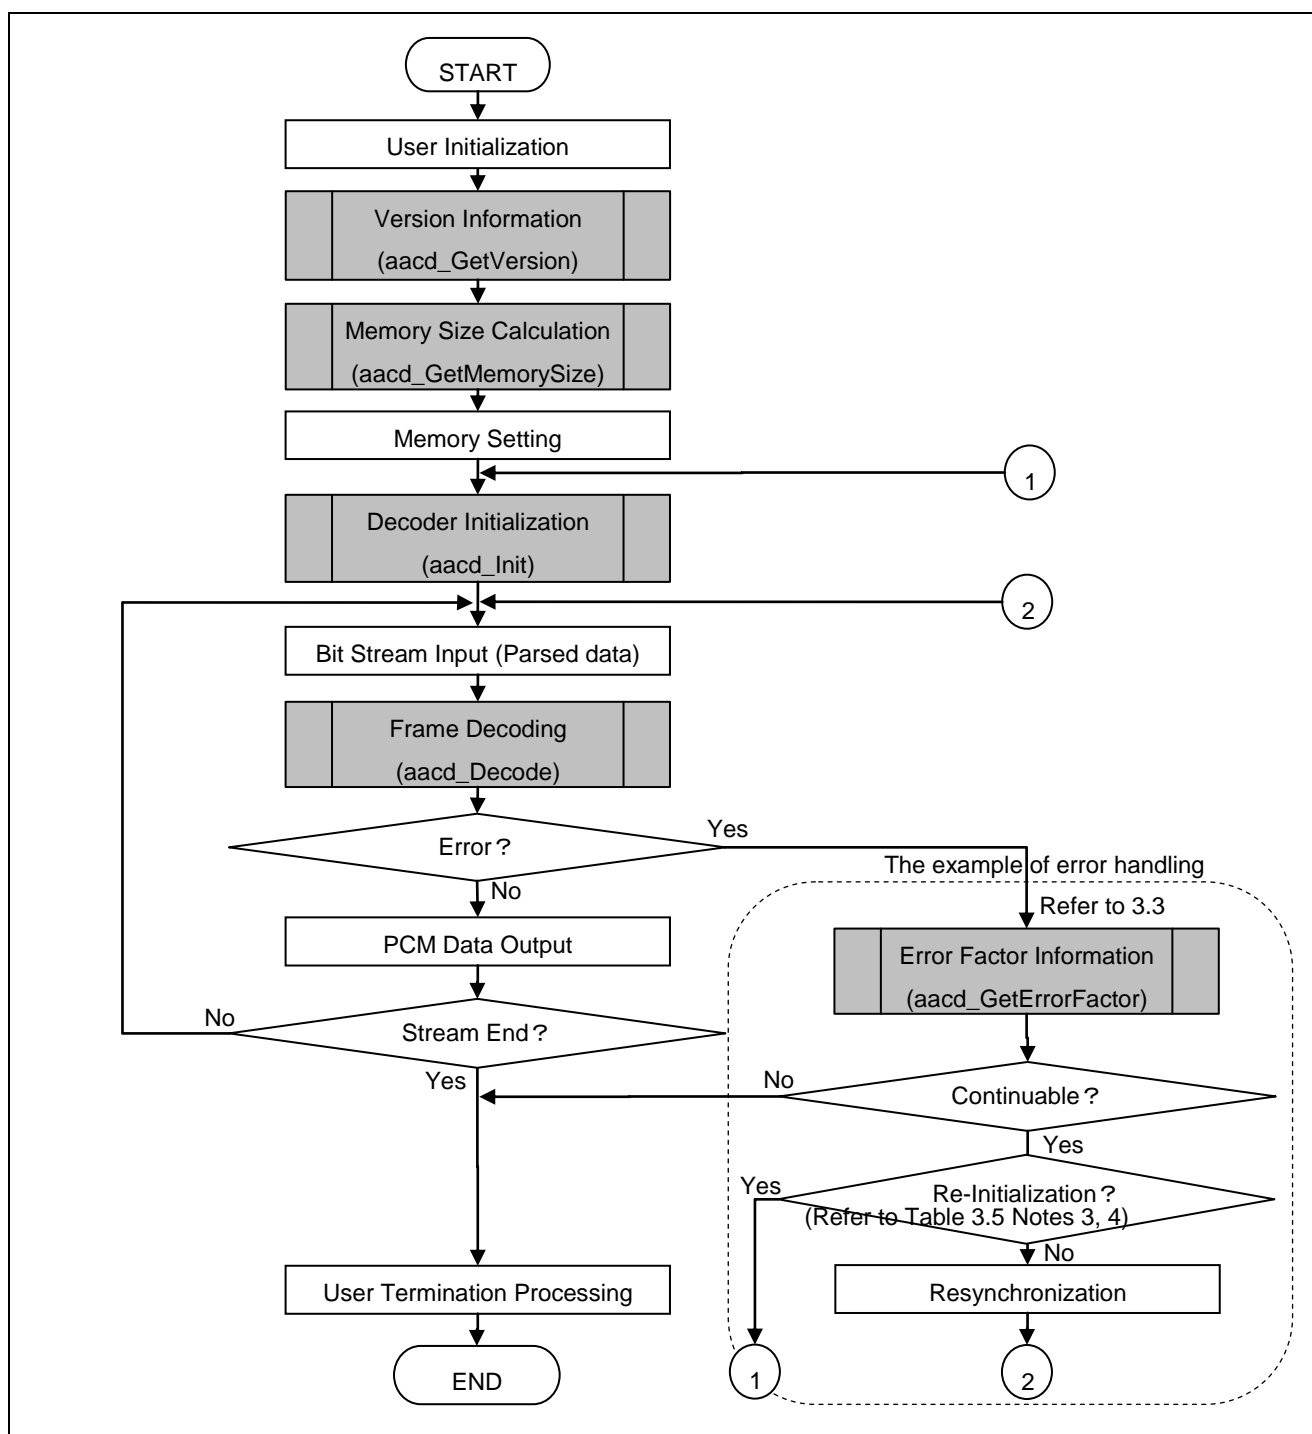 START
User Initialization
Version Information
(aacd_GetVersion)
Memory Size Calculation
(aacd_GetMemorySize)
Memory Setting
1
Decoder Initialization
(aacd_Init)
2
Bit Stream Input (Parsed data)
Frame Decoding
(aacd_Decode)
Error?
Yes
No
The example of error handling
Refer to 3.3
PCM Data Output
Error Factor Information
(aacd_GetErrorFactor)
Stream End?
No
Yes
Continuable?
No
Yes
Re-Initialization?
(Refer to Table 3.5 Notes 3, 4)
Yes
No
User Termination Processing
Resynchronization
END
1
2